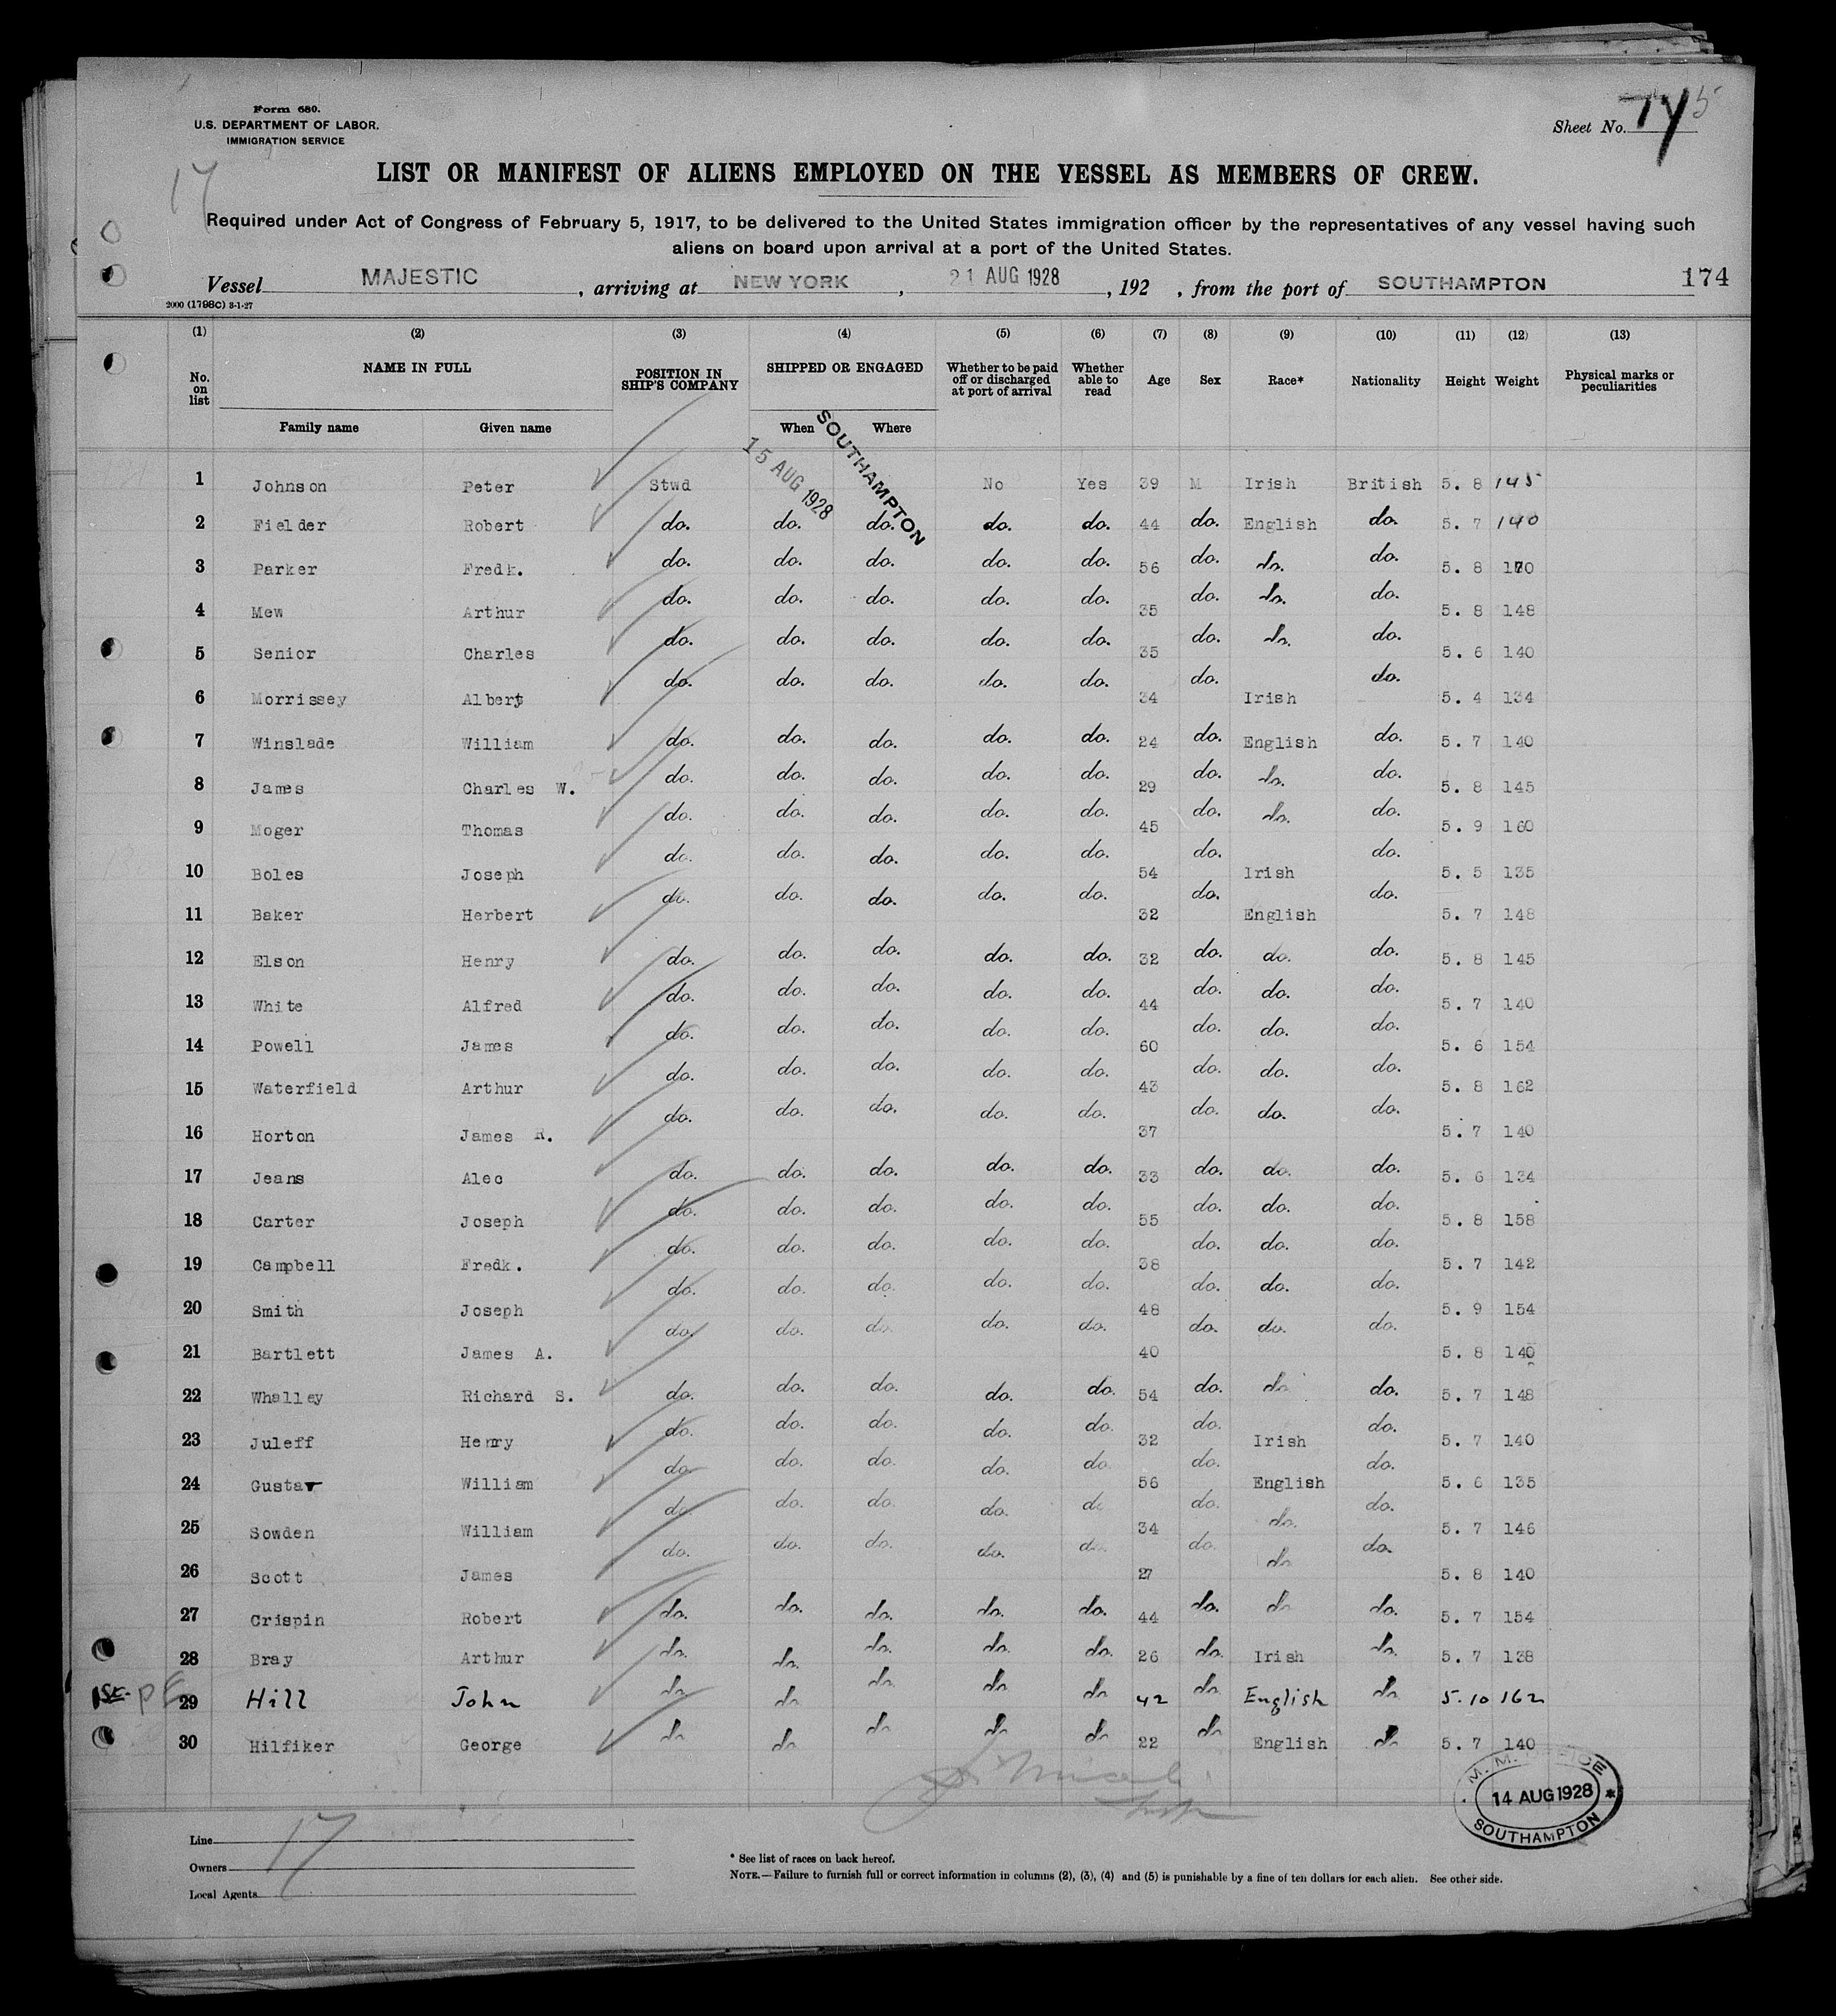 Form 680.
U.S. DEPARTMENT OF LABOR.
IMMIGRATION SERVICE
Sheet No.
17
LIST OR MANIFEST OF ALIENS EMPLOYED ON THE VESSEL AS MEMBERS OF CREW.
Required under Act of Congress of February 5, 1917, to be delivered to the United States immigration officer by the representatives of any vessel having such
aliens on board upon arrival at a port of the United States.
Vessel MAJESTIC , arriving at NEW YORK , 21 AUG 1928 , 192 , from the port of SOUTHAMPTON 174
2000 (1798C) 3-1-27
(1) (2) (3) (4) (5) (6) (7) (8) (9) (10) (11) (12) (13)
No. on list NAME IN FULL POSITION IN SHIP'S COMPANY SHIPPED OR ENGAGED Whether to be paid off or discharged at port of arrival Whether able to read Age Sex Race* Nationality Height Weight Physical marks or peculiarities
Family name Given name When Where
15 AUG 1928 SOUTHAMPTON
1 Johnson Peter Stwd No Yes 39 M Irish British 5. 8 145
2 Fielder Robert do. do. do. do. do. 44 do. English do. 5. 7 140
3 Parker Fredk. do. do. do. do. do. 56 do. do. do. 5. 8 170
4 Mew Arthur do. do. do. do. do. 35 do. do. do. 5. 8 148
5 Senior Charles do. do. do. do. do. 35 do. do. do. 5. 6 140
6 Morrissey Albert do. do. do. do. do. 34 do. Irish do. 5. 4 134
7 Winslade William do. do. do. do. do. 24 do. English do. 5. 7 140
8 James Charles W. do. do. do. do. do. 29 do. do. do. 5. 8 145
9 Moger Thomas do. do. do. do. do. 45 do. do. do. 5. 9 160
10 Boles Joseph do. do. do. do. do. 54 do. Irish do. 5. 5 135
11 Baker Herbert do. do. do. do. do. 32 do. English do. 5. 7 148
12 Elson Henry do. do. do. do. do. 32 do. do. do. 5. 8 145
13 White Alfred do. do. do. do. do. 44 do. do. do. 5. 7 140
14 Powell James do. do. do. do. do. 60 do. do. do. 5. 6 154
15 Waterfield Arthur do. do. do. do. do. 43 do. do. do. 5. 8 162
16 Horton James R. do. do. do. do. do. 37 do. do. do. 5. 7 140
17 Jeans Alec do. do. do. do. do. 33 do. do. do. 5. 6 134
18 Carter Joseph do. do. do. do. do. 55 do. do. do. 5. 8 158
19 Campbell Fredk. do. do. do. do. do. 38 do. do. do. 5. 7 142
20 Smith Joseph do. do. do. do. do. 48 do. do. do. 5. 9 154
21 Bartlett James A. do. do. do. do. do. 40 do. do. do. 5. 8 140
22 Whalley Richard S. do. do. do. do. do. 54 do. do do. 5. 7 148
23 Juleff Henry do. do. do. do. do. 32 do. Irish do. 5. 7 140
24 Gustav William do. do. do. do. do. 56 do. English do. 5. 6 135
25 Sowden William do. do. do. do. do 34 do. do. do. 5. 7 146
26 Scott James do. do. do. do. do. 27 do. do do. 5. 8 140
27 Crispin Robert do. do. do. do. do. 44 do. do do. 5. 7 154
28 Bray Arthur do. do. do. do. do. 26 do. Irish do. 5. 7 138
29 Hill John do do do. do do 42 do. English do 5. 10 162
30 Hilfiker George do do do do do 22 do English do 5. 7 140
14 AUG 1928
SOUTHAMPTON
Line
17
Owners
Local Agents
* See list of races on back hereof.
NOTE.—Failure to furnish full or correct information in columns (2), (3), (4) and (5) is punishable by a fine of ten dollars for each alien. See other side.